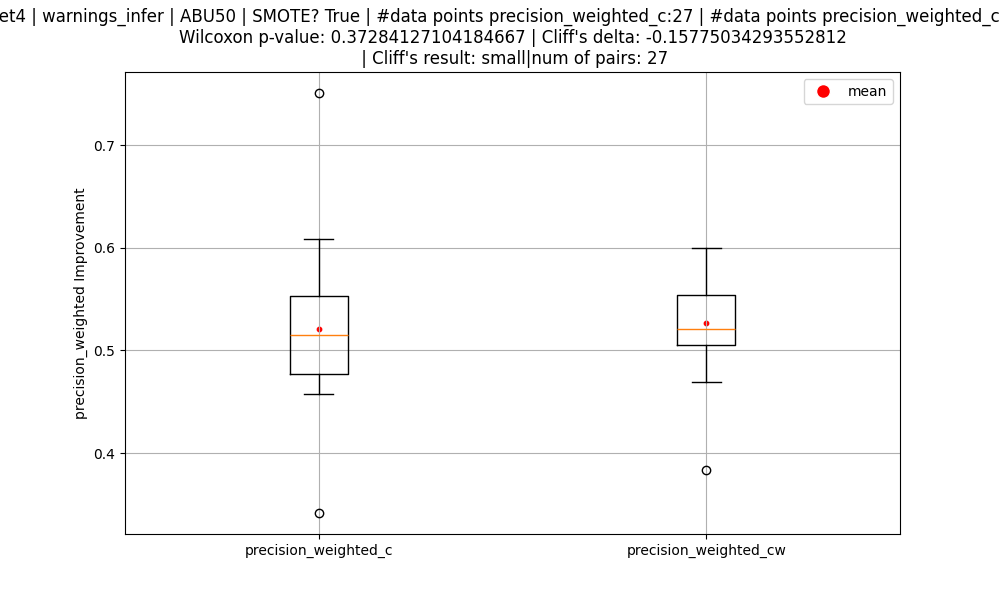 et4 | warnings_infer | ABU50 | SMOTE? True | #data points precision_weighted_c:27 | #data points precision_weighted_c
Wilcoxon p-value: 0.37284127104184667 | Cliff's delta: -0.15775034293552812
| Cliff's result: small|num of pairs: 27
mean
0.7
0.6
0.5
0.4
precision_weighted Improvement
precision_weighted_c
precision_weighted_cw